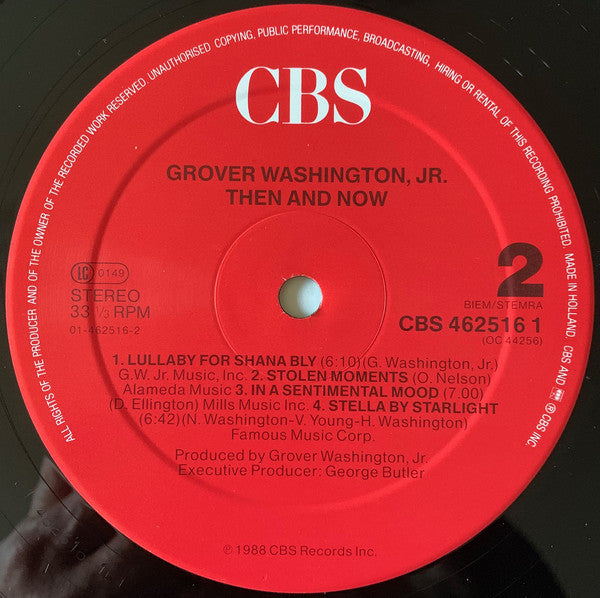 ALL RIGHTS OF THE PRODUCER AND OF THE OWNER OF THE RECORDED WORK RESERVED. UNAUTHORISED COPYING, PUBLIC PERFORMANCE, BROADCASTING, HIRING OR RENTAL OF THIS RECORDING PROHIBITED. MADE IN HOLLAND. CBS AND ℗ © CBS INC.
CBS
GROVER WASHINGTON, JR.
THEN AND NOW
LC 0149
STEREO
33 1/3 RPM
01-462516-2
2
BIEM/STEMRA
CBS 462516 1
(OC 44256)
1. LULLABY FOR SHANA BLY (6:10)(G. Washington, Jr.)
G.W. Jr. Music, Inc. 2. STOLEN MOMENTS (O. Nelson)
Alameda Music 3. IN A SENTIMENTAL MOOD (7.00)
(D. Ellington) Mills Music Inc. 4. STELLA BY STARLIGHT
(6:42)(N. Washington-V. Young-H. Washington)
Famous Music Corp.
Produced by Grover Washington, Jr.
Executive Producer: George Butler
℗ 1988 CBS Records Inc.